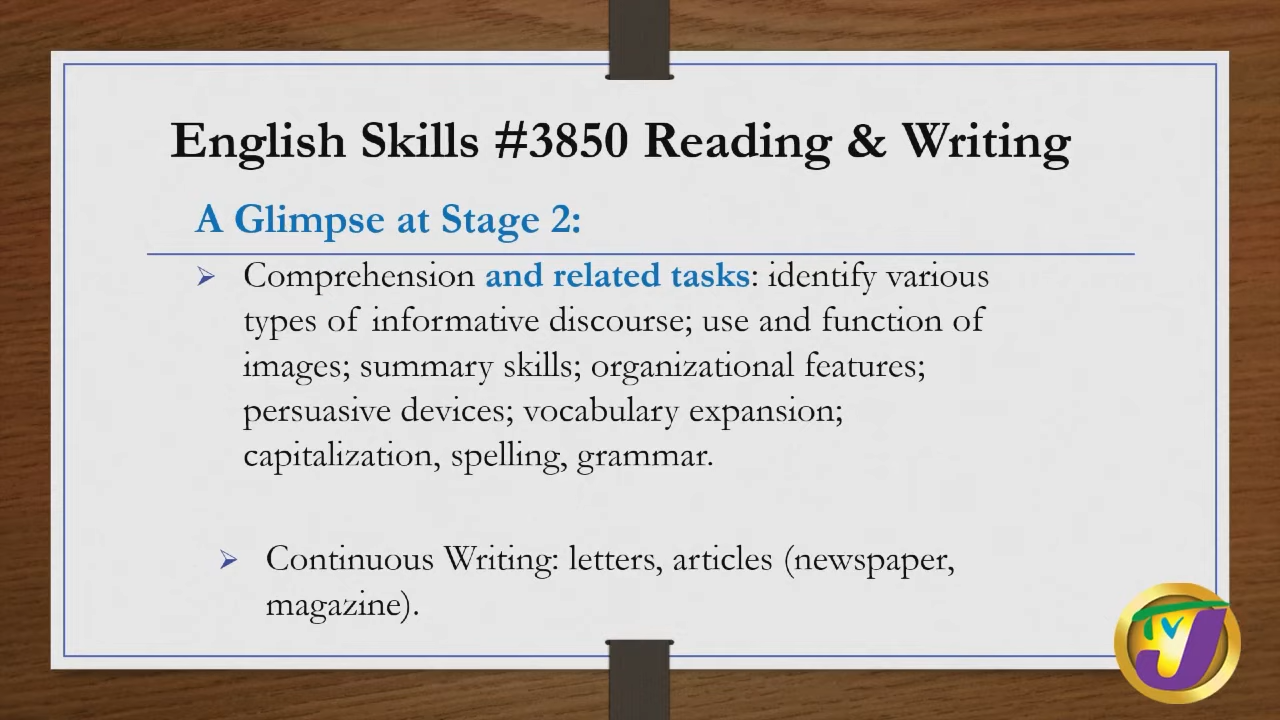 English Skills #3850 Reading & Writing
A Glimpse at Stage 2:
Comprehension and related tasks: identify various
types of informative discourse; use and function of
images; summary skills; organizational features;
persuasive devices; vocabulary expansion;
capitalization, spelling, grammar.
Continuous Writing: letters, articles (newspaper,
magazine).
TVJ